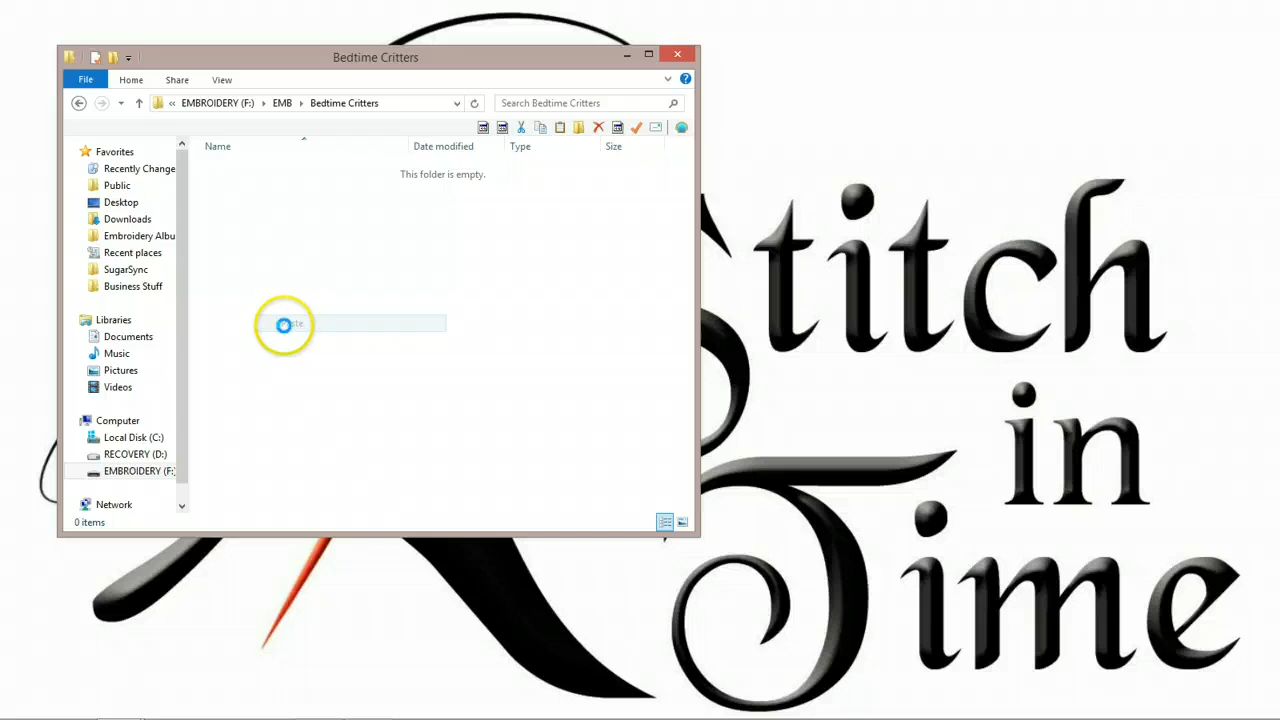 Bedtime Critters
File Home Share View
« EMBROIDERY (F:) EMB Bedtime Critters Search Bedtime Critters
Name Date modified Type Size
This folder is empty.
Favorites
Recently Change
Public
Desktop
Downloads
Embroidery Albu
Recent places
SugarSync
Business Stuff
Libraries
Documents
Music
Pictures
Videos
Computer
Local Disk (C:)
RECOVERY (D:)
EMBROIDERY (F:)
Network
0 items
Stitch
in
Time